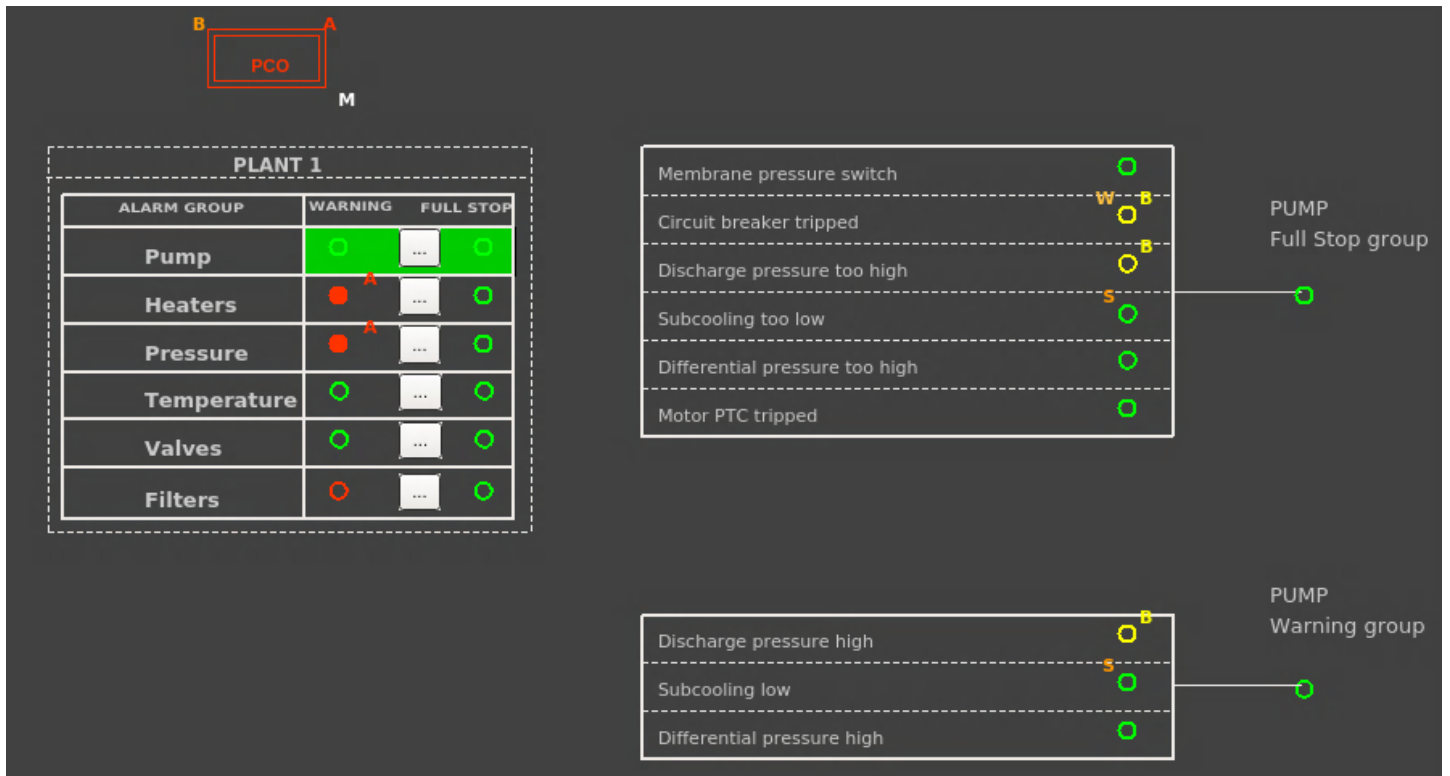 B A
PCO
M
PLANT 1
ALARM GROUP WARNING FULL STOP
Pump ...
A
Heaters ...
A
Pressure ...
Temperature ...
Valves ...
Filters ...
Membrane pressure switch
W B
Circuit breaker tripped
B
Discharge pressure too high
S
Subcooling too low
Differential pressure too high
Motor PTC tripped
PUMP
Full Stop group
B
Discharge pressure high
S
Subcooling low
Differential pressure high
PUMP
Warning group